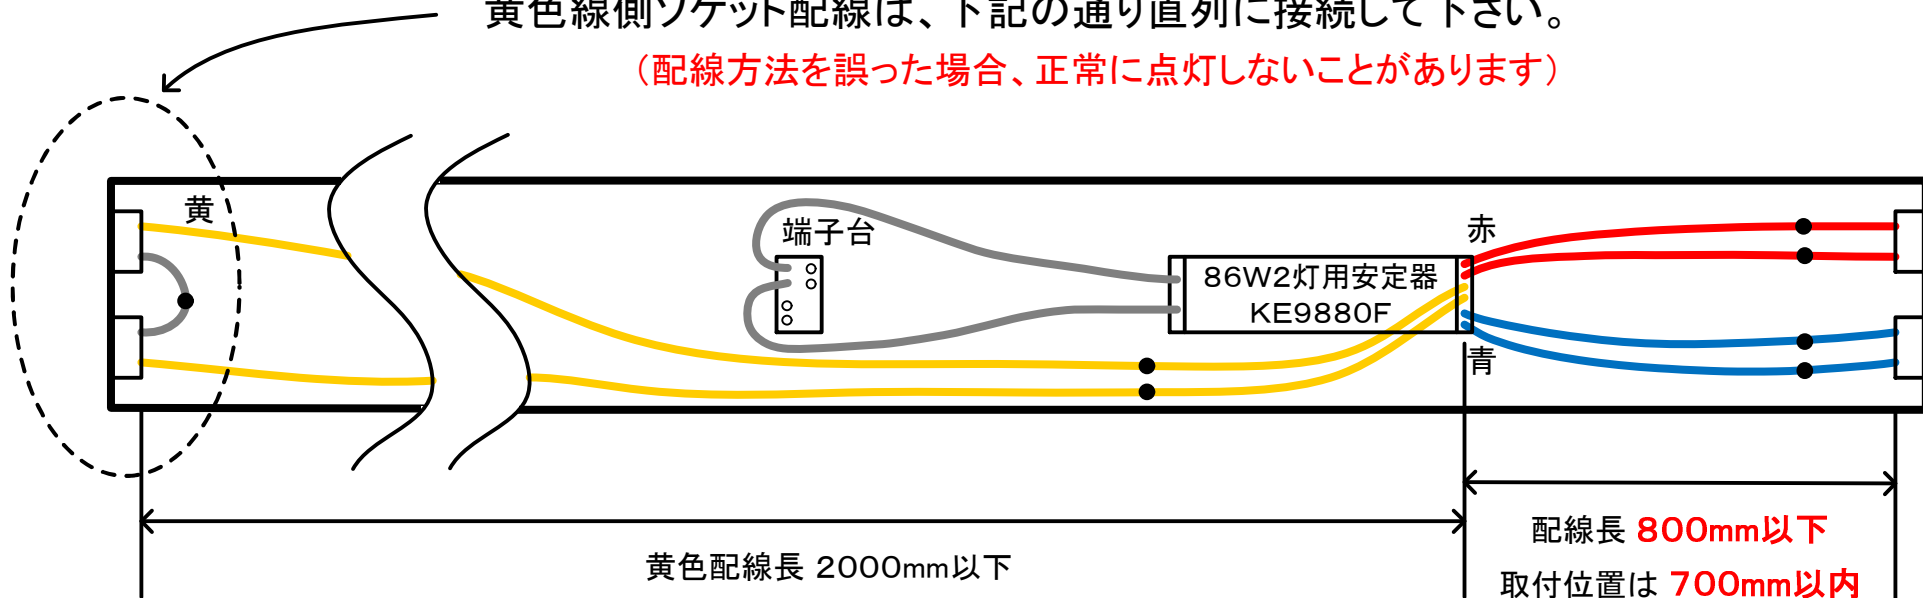 黄色線側ソケット配線は、下記の通り直列に接続して下さい。
（配線方法を誤った場合、正常に点灯しないことがあります）
黄
端子台
赤
86W2灯用安定器
KE9880F
青
黄色配線長 2000mm以下
配線長 800mm以下
取付位置は 700mm以内